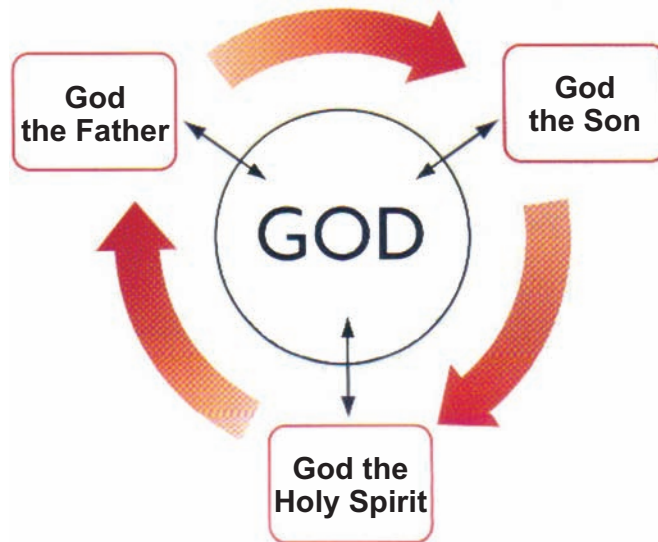 God
the Father
God
the Son
GOD
God the
Holy Spirit